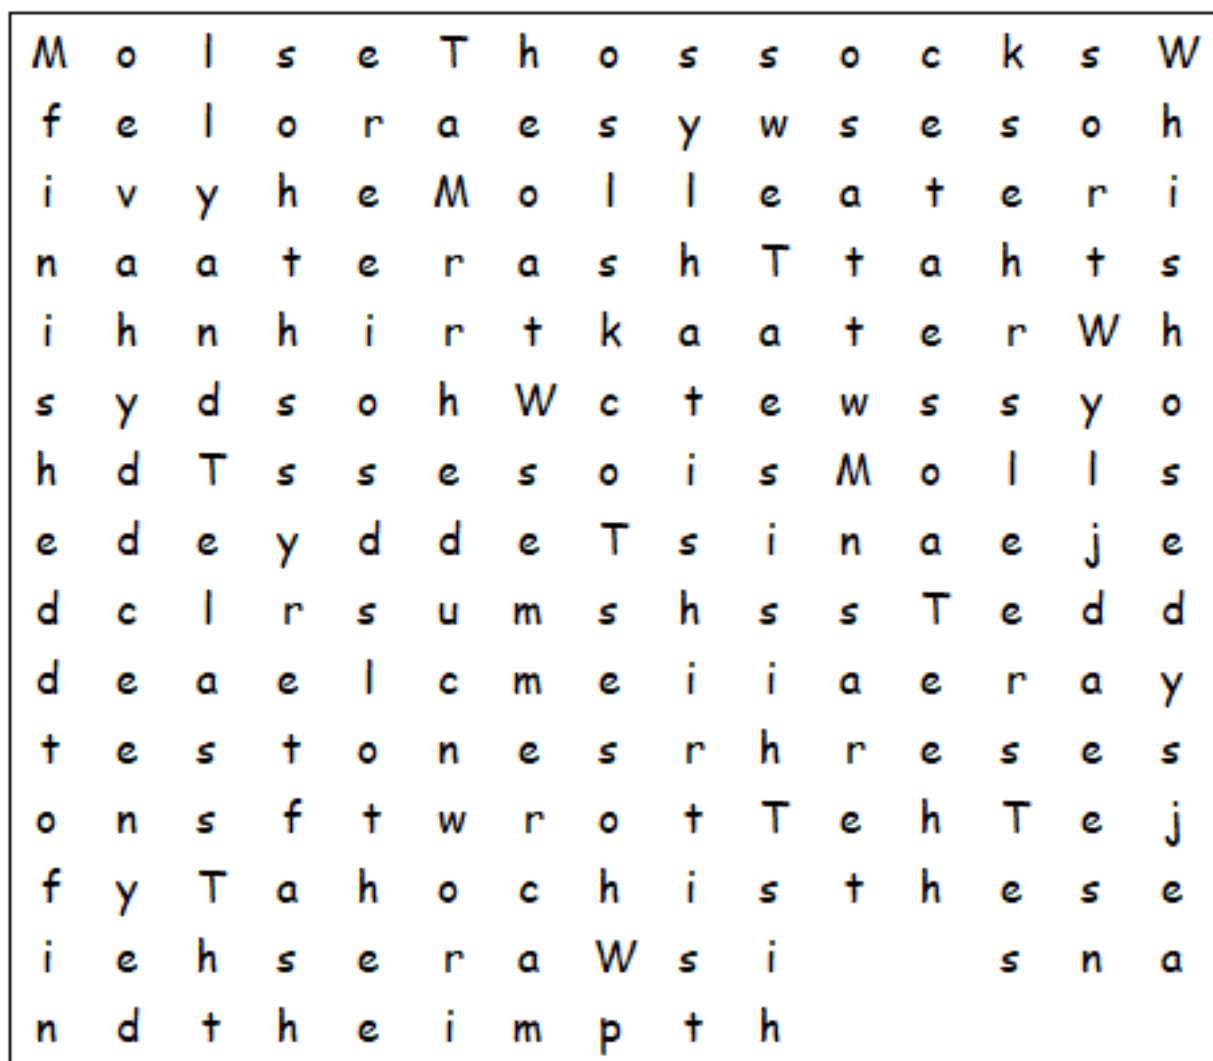 M o l s e T h o s s o c k s W
f e l o r a e s y w s e s o h
i v y h e M o l l e a t e r i
n a a t e r a s h T t a h t s
i h n h i r t k a a t e r W h
s y d s o h W c t e w s s y o
h d T s s e s o i s M o l l s
e d e y d d e T s i n a e j e
d c l r s u m s h s s T e d d
d e a e l c m e i i a e r a y
t e s t o n e s r h r e s e s
o n s f t w r o t T e h T e j
f y T a h o c h i s t h e s e
i e h s e r a W s i s n a
n d t h e i m p t h